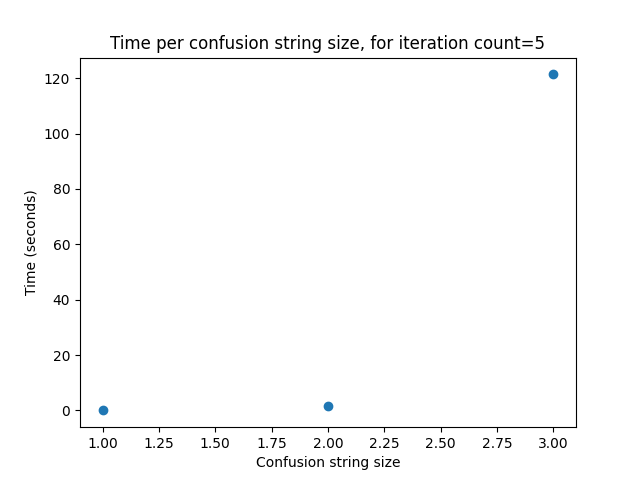 Time per confusion string size, for iteration count=5
120
100
80
60
40
20
0
Time (seconds)
1.00 1.25 1.50 1.75 2.00 2.25 2.50 2.75 3.00
Confusion string size